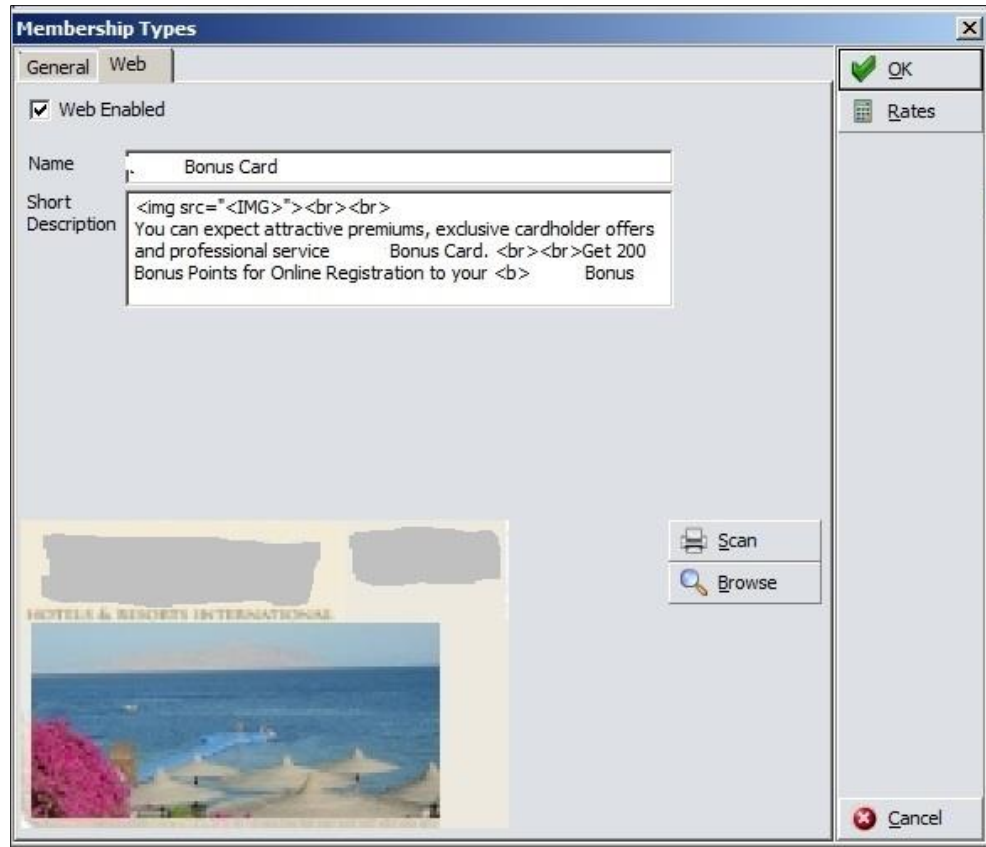 Membership Types
General Web
OK
Rates
Web Enabled
Name
Bonus Card
Short
Description
<img src="<IMG>"><br><br>
You can expect attractive premiums, exclusive cardholder offers
and professional service Bonus Card. <br><br>Get 200
Bonus Points for Online Registration to your <b> Bonus
Scan
Browse
HOTELS & RESORTS INTERNATIONAL
Cancel